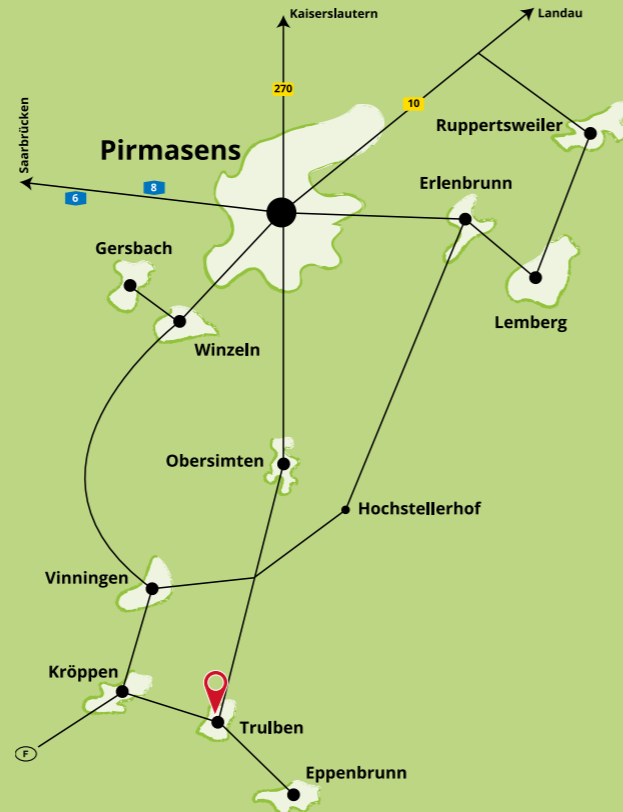 Kaiserslautern
Landau
270
10
Ruppertsweiler
Pirmasens
Saarbrücken
Erlenbrunn
8
6
Gersbach
Lemberg
Winzeln
Obersimten
Hochstellerhof
Vinningen
Kröppen
Trulben
F
Eppenbrunn